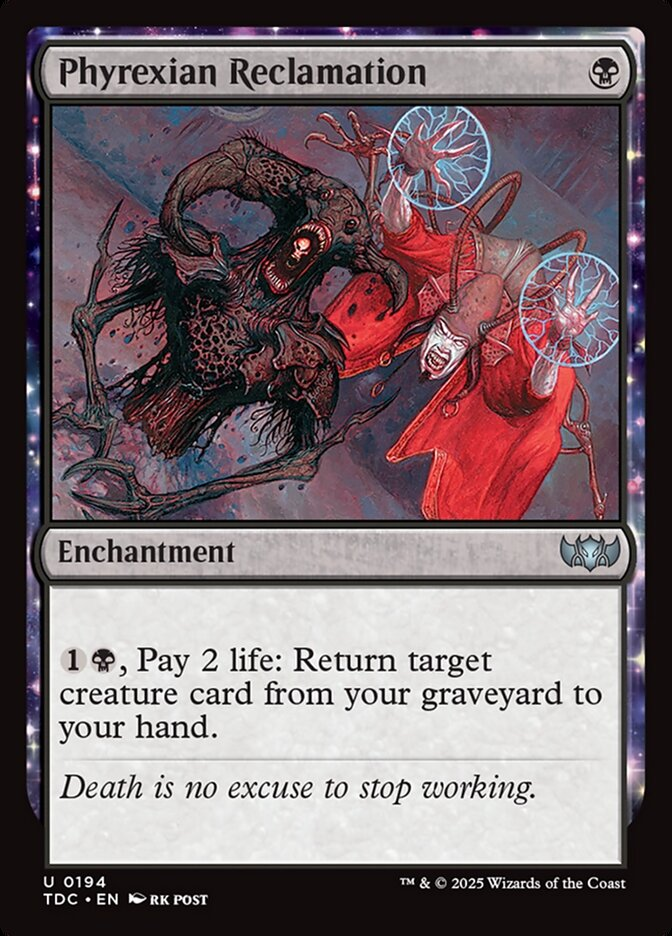 Phyrexian Reclamation
Enchantment
1, Pay 2 life: Return target
creature card from your graveyard to
your hand.
Death is no excuse to stop working.
U 0194
TDC • EN RK POST
™ & © 2025 Wizards of the Coast